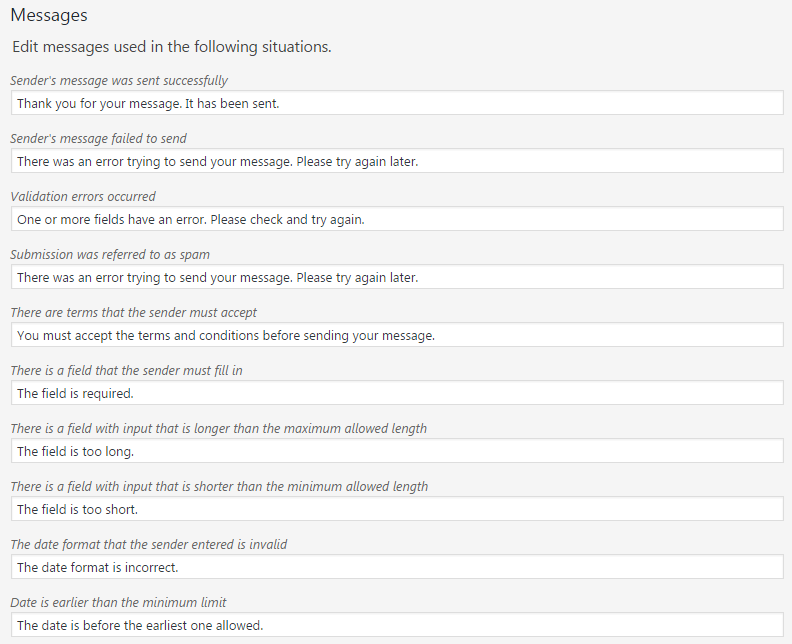 Messages
Edit messages used in the following situations.
Sender's message was sent successfully
Thank you for your message. It has been sent.
Sender's message failed to send
There was an error trying to send your message. Please try again later.
Validation errors occurred
One or more fields have an error. Please check and try again.
Submission was referred to as spam
There was an error trying to send your message. Please try again later.
There are terms that the sender must accept
You must accept the terms and conditions before sending your message.
There is a field that the sender must fill in
The field is required.
There is a field with input that is longer than the maximum allowed length
The field is too long.
There is a field with input that is shorter than the minimum allowed length
The field is too short.
The date format that the sender entered is invalid
The date format is incorrect.
Date is earlier than the minimum limit
The date is before the earliest one allowed.